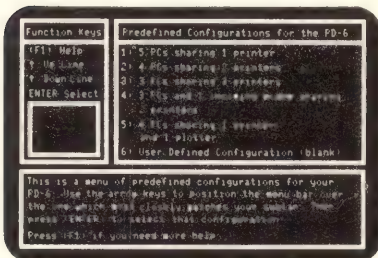 Function Keys
(F1) Help
↑ Up Line
Down Line
ENTER Select
Predefined Configurations for the PD-6
1) 5 PCs sharing 1 printer
2) 4 PCs sharing 2 printers
3) 3 PCs sharing 3 printers
4) 3 PCs and 1
5) 4 PCs sharing 1
and 1 plotter
6) User Defined Configuration (blank)
This is a menu of predefined configurations for your
PD-6. Use the arrow keys to position the menu bar over
the one which most closely matches your
press ENTER to select that configuration.
Press (F1) if you need more help.